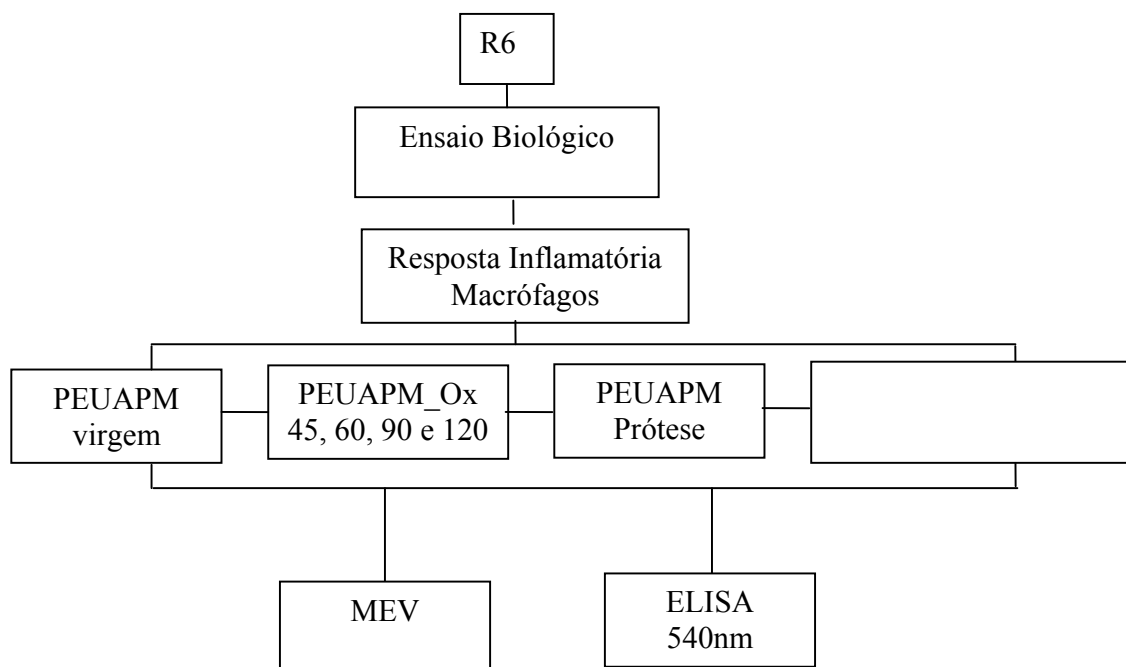 R6
Ensaio Biológico
Resposta Inflamatória
Macrófagos
PEUAPM
virgem
PEUAPM_Ox
45, 60, 90 e 120
PEUAPM
Prótese
MEV
ELISA
540nm